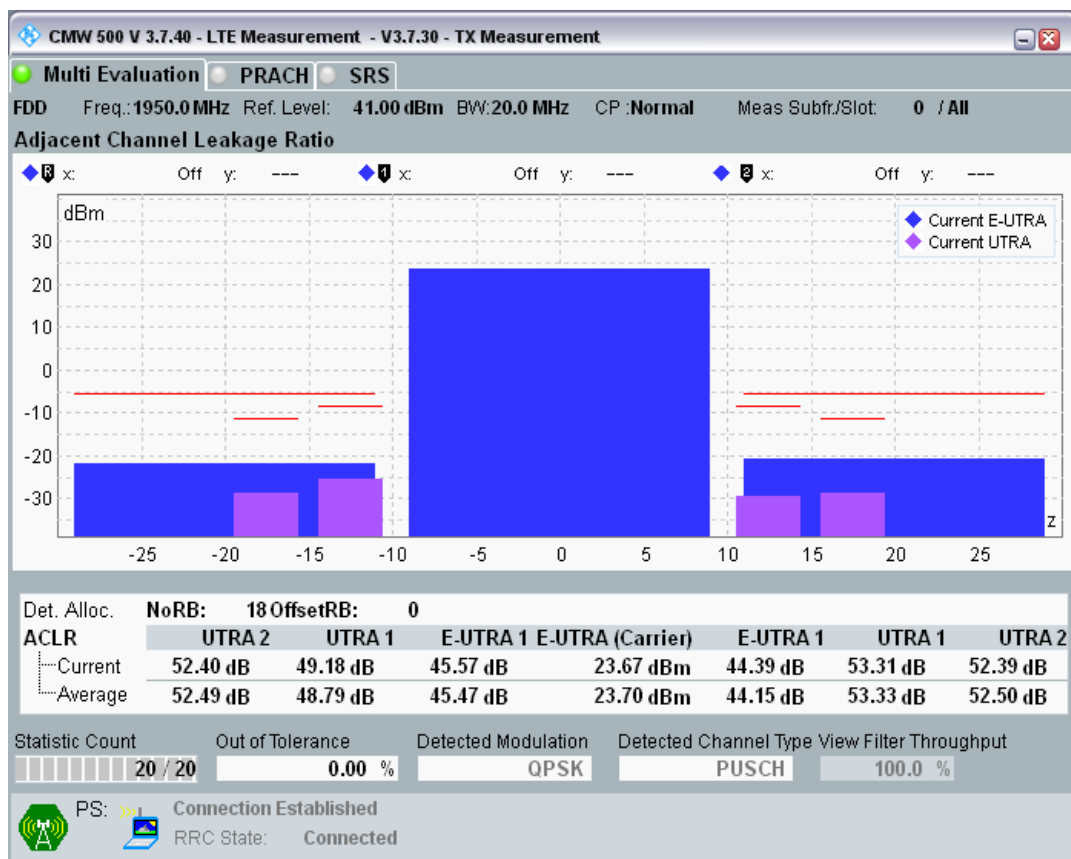 CMW 500 V 3.7.40 - LTE Measurement - V3.7.30 - TX Measurement
Multi Evaluation PRACH SRS
FDD Freq.: 1950.0 MHz Ref. Level: 41.00 dBm BW: 20.0 MHz CP : Normal Meas Subfr./Slot: 0 / All
Adjacent Channel Leakage Ratio
R x: Off y: --- 1 x: Off y: --- 2 x: Off y: ---
dBm
Current E-UTRA
Current UTRA
30
20
10
0
-10
-20
-30
z
-25 -20 -15 -10 -5 0 5 10 15 20 25
Det. Alloc. NoRB: 18 OffsetRB: 0
ACLR UTRA 2 UTRA 1 E-UTRA 1 E-UTRA (Carrier) E-UTRA 1 UTRA 1 UTRA 2
Current 52.40 dB 49.18 dB 45.57 dB 23.67 dBm 44.39 dB 53.31 dB 52.39 dB
Average 52.49 dB 48.79 dB 45.47 dB 23.70 dBm 44.15 dB 53.33 dB 52.50 dB
Statistic Count Out of Tolerance Detected Modulation Detected Channel Type View Filter Throughput
20 / 20 0.00 % QPSK PUSCH 100.0 %
PS: Connection Established
RRC State: Connected